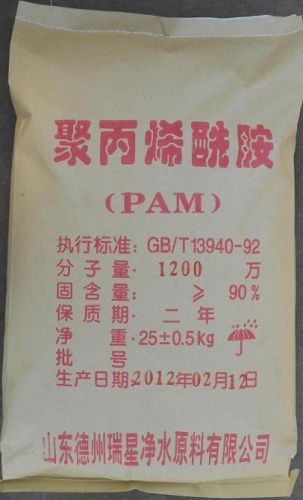 聚丙烯酰胺
(PAM)
执行标准: GB/T13940-92
分子量: 1200 万
固含量: ≥ 90%
保质期: 二年
净重: 25±0.5kg
批号
生产日期: 2012年02月12日
山东德州瑞星净水原料有限公司